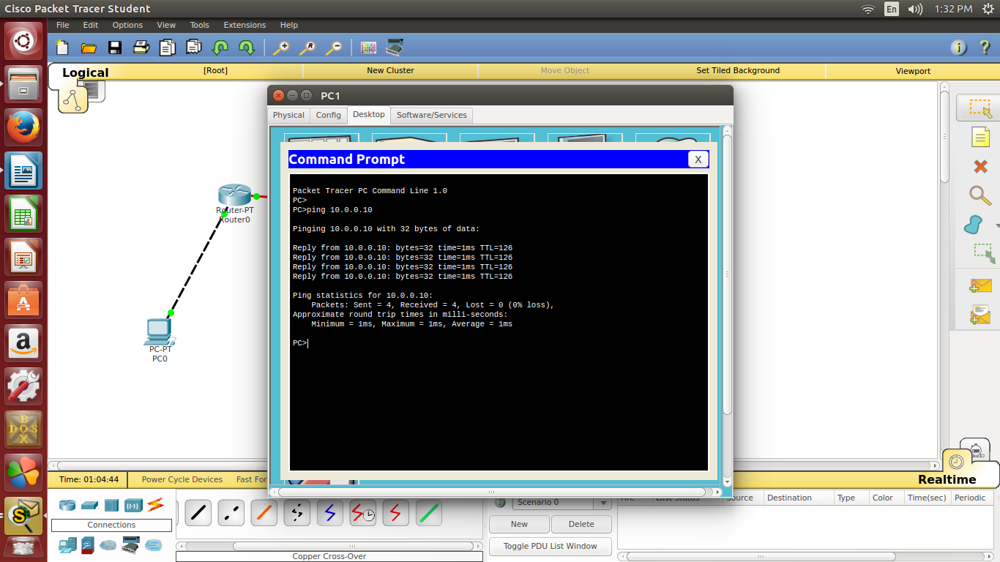 Cisco Packet Tracer Student
En
1:32 PM
File Edit Options View Tools Extensions Help
Logical
[Root]
New Cluster
Move Object
Set Tiled Background
Viewport
PC1
Physical Config Desktop Software/Services
Command Prompt
X
Packet Tracer PC Command Line 1.0
PC>
PC>ping 10.0.0.10
Pinging 10.0.0.10 with 32 bytes of data:
Reply from 10.0.0.10: bytes=32 time=1ms TTL=126
Reply from 10.0.0.10: bytes=32 time=1ms TTL=126
Reply from 10.0.0.10: bytes=32 time=1ms TTL=126
Reply from 10.0.0.10: bytes=32 time=1ms TTL=126
Ping statistics for 10.0.0.10:
Packets: Sent = 4, Received = 4, Lost = 0 (0% loss),
Approximate round trip times in milli-seconds:
Minimum = 1ms, Maximum = 1ms, Average = 1ms
PC>
Router-PT
Router0
PC-PT
PC0
Time: 01:04:44
Power Cycle Devices
Fast For
Realtime
Connections
Copper Cross-Over
Scenario 0
New
Delete
Toggle PDU List Window
Fire Last Status Source Destination Type Color Time(sec) Periodic
DOS
BOX